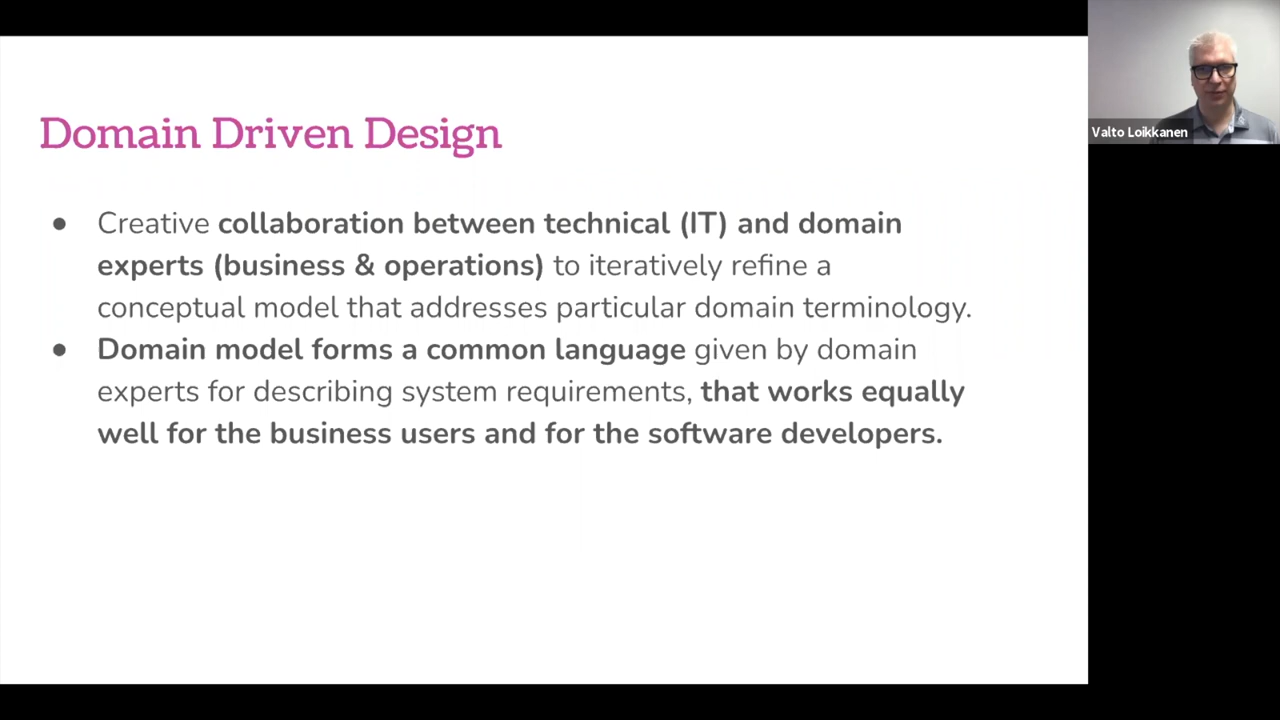 Domain Driven Design
● Creative collaboration between technical (IT) and domain
experts (business & operations) to iteratively refine a
conceptual model that addresses particular domain terminology.
● Domain model forms a common language given by domain
experts for describing system requirements, that works equally
well for the business users and for the software developers.
Valto Loikkanen